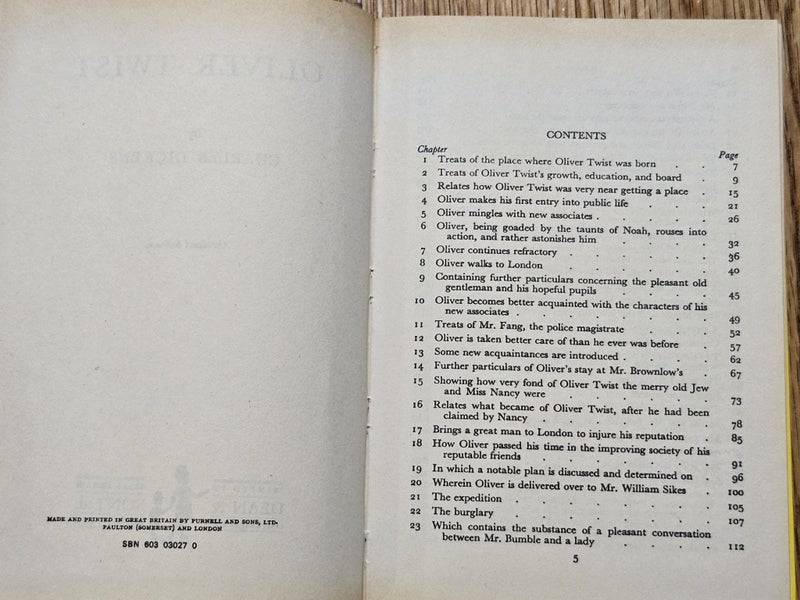 MADE AND PRINTED IN GREAT BRITAIN BY PURNELL AND SONS, LTD.
PAULTON (SOMERSET) AND LONDON
SBN 603 03027 0
CONTENTS
Chapter Page
1 Treats of the place where Oliver Twist was born . . 7
2 Treats of Oliver Twist's growth, education, and board . 9
3 Relates how Oliver Twist was very near getting a place . 15
4 Oliver makes his first entry into public life . . . 21
5 Oliver mingles with new associates . . . . 26
6 Oliver, being goaded by the taunts of Noah, rouses into
action, and rather astonishes him . . . . 32
7 Oliver continues refractory . . . . . 36
8 Oliver walks to London . . . . . . 40
9 Containing further particulars concerning the pleasant old
gentleman and his hopeful pupils . . . . 45
10 Oliver becomes better acquainted with the characters of his
new associates . . . . . . . 49
11 Treats of Mr. Fang, the police magistrate . . . 52
12 Oliver is taken better care of than he ever was before . 57
13 Some new acquaintances are introduced . . . . 62
14 Further particulars of Oliver's stay at Mr. Brownlow's . 67
15 Showing how very fond of Oliver Twist the merry old Jew
and Miss Nancy were . . . . . . 73
16 Relates what became of Oliver Twist, after he had been
claimed by Nancy . . . . . . 78
17 Brings a great man to London to injure his reputation . 85
18 How Oliver passed his time in the improving society of his
reputable friends . . . . . . 91
19 In which a notable plan is discussed and determined on . 96
20 Wherein Oliver is delivered over to Mr. William Sikes . 100
21 The expedition . . . . . . . 105
22 The burglary . . . . . . . 107
23 Which contains the substance of a pleasant conversation
between Mr. Bumble and a lady . . . . 112
5